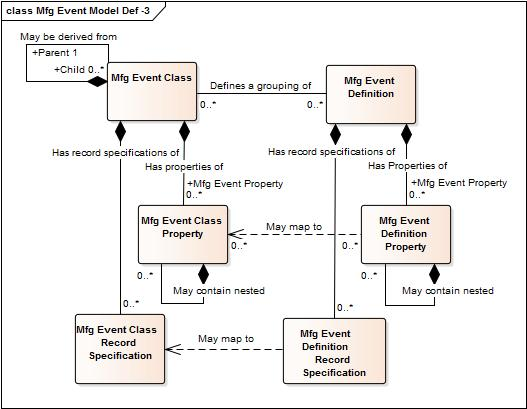 class Mfg Event Model Def -3
May be derived from
+Parent 1
+Child 0..*
Mfg Event Class
Defines a grouping of
0..*
0..*
Mfg Event
Definition
Has record specifications of
Has properties of
+Mfg Event Property
0..*
Has record specifications of
Has Properties of
+Mfg Event Property
0..*
Mfg Event Class
Property
May map to
0..*
0..*
Mfg Event
Definition
Property
0..*
May contain nested
0..*
May contain nested
0..*
0..*
Mfg Event Class
Record
Specification
May map to
Mfg Event
Definition
Record
Specification